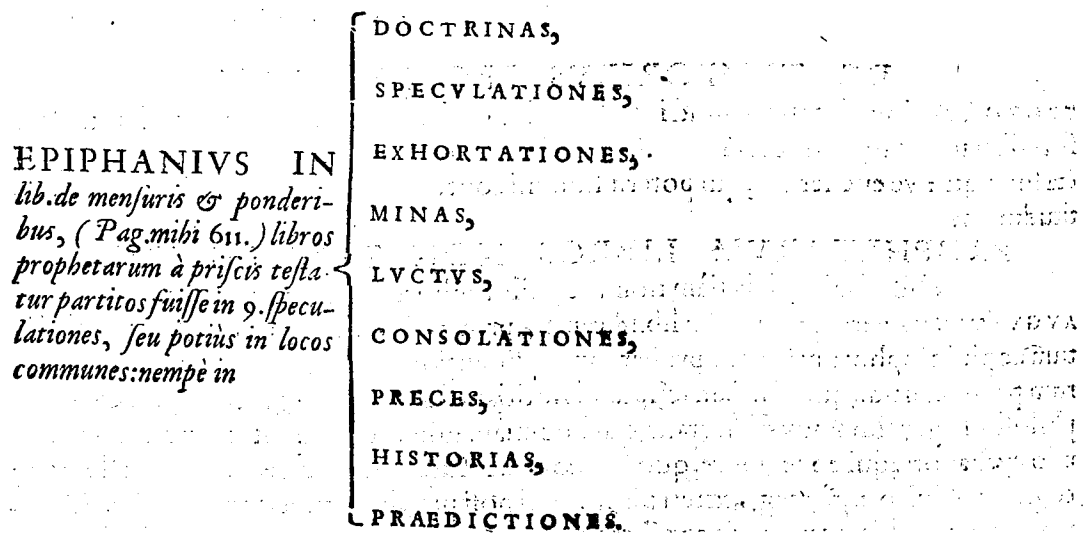 EPIPHANIVS IN
lib.de menſuris & ponderi-
bus, (Pag.mihi 611.) libros
prophetarum à priſcis teſta-
tur partitos fuiſſe in 9. ſpecu-
lationes, ſeu potiùs in locos
communes: nempè in
DOCTRINAS,
SPECVLATIONES,
EXHORTATIONES,
MINAS,
LVCTVS,
CONSOLATIONES,
PRECES,
HISTORIAS,
PRAEDICTIONES.